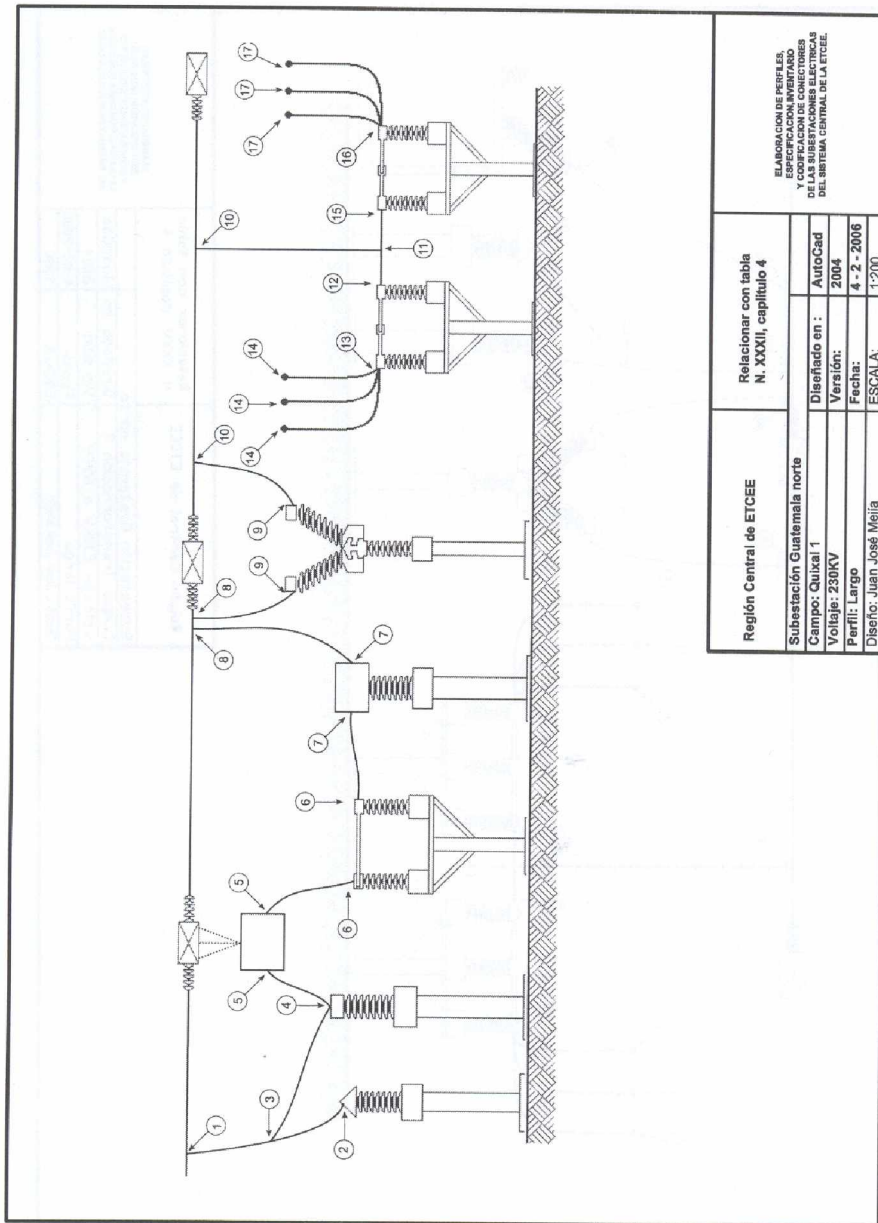 1
2
3
4
5
5
6
6
7
7
8
8
9
9
10
10
11
12
13
14
14
14
15
16
17
17
17
Región Central de ETCEE
Relacionar con tabla
N. XXXII, caplitulo 4
ELABORACION DE PERFILES,
ESPECIFICACION,INVENTARIO
Y CODIFICACION DE CONECTORES
DE LAS SUBESTACIONES ELECTRICAS
DEL SISTEMA CENTRAL DE LA ETCEE.
Subestación Guatemala norte
Campo: Quixal 1
Diseñado en : AutoCad
Voltaje: 230KV
Versión: 2004
Perfil: Largo
Fecha: 4 - 2 - 2006
Diseño: Juan José Mejia
ESCALA: 1:200